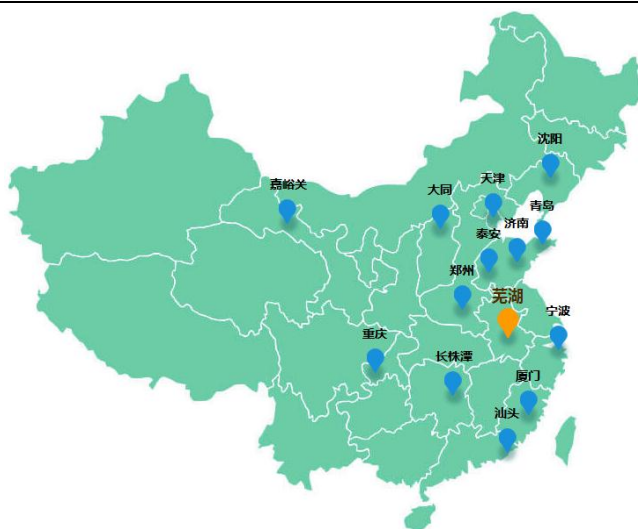 沈阳
天津
嘉峪关
大同
青岛
济南
泰安
郑州
芜湖
宁波
重庆
长株潭
厦门
汕头